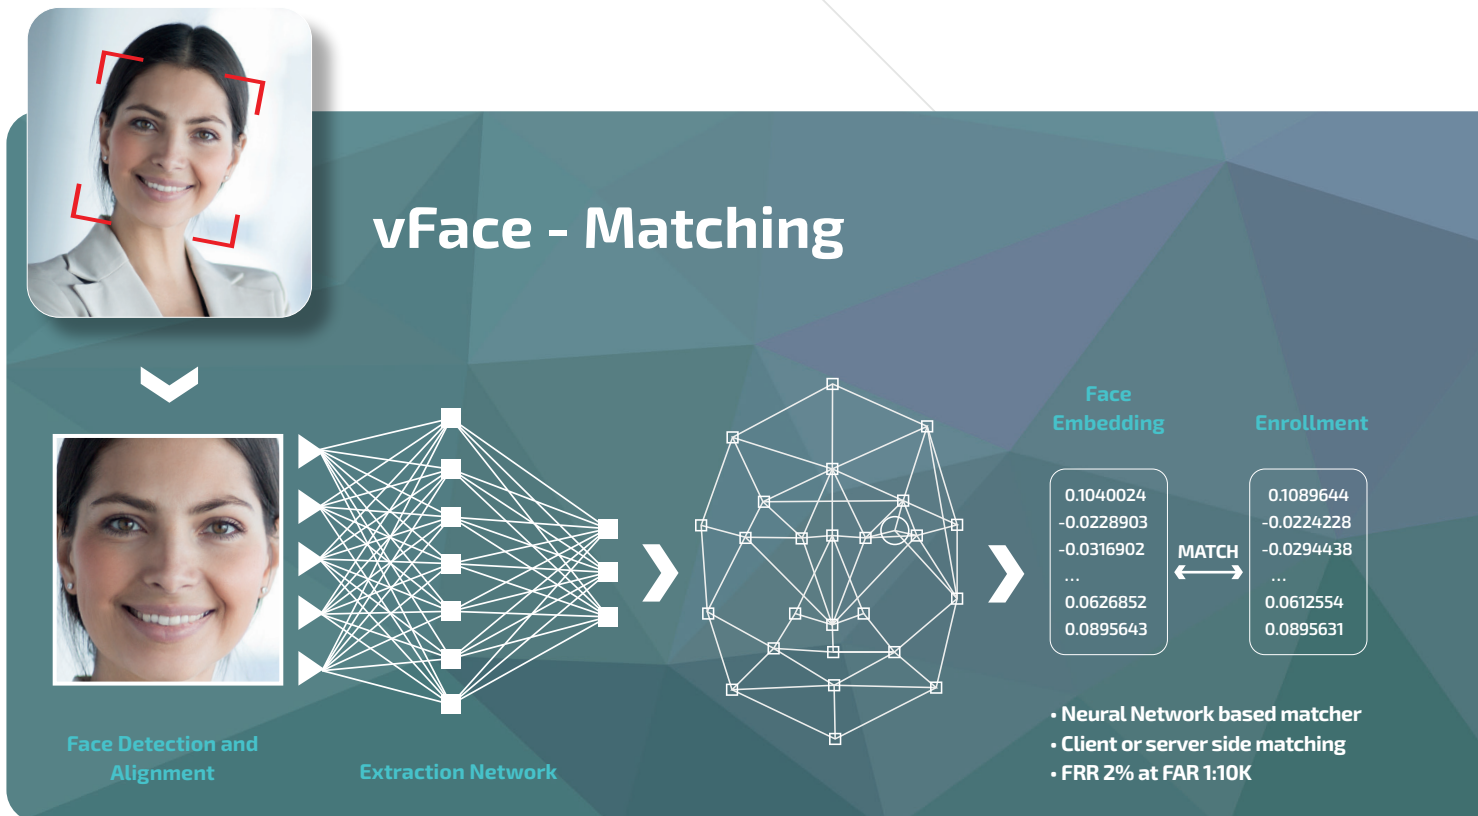 vFace - Matching
Face Detection and
Alignment
Extraction Network
Face
Embedding
0.1040024
-0.0228903
-0.0316902
...
0.0626852
0.0895643
MATCH
Enrollment
0.1089644
-0.0224228
-0.0294438
...
0.0612554
0.0895631
• Neural Network based matcher
• Client or server side matching
• FRR 2% at FAR 1:10K